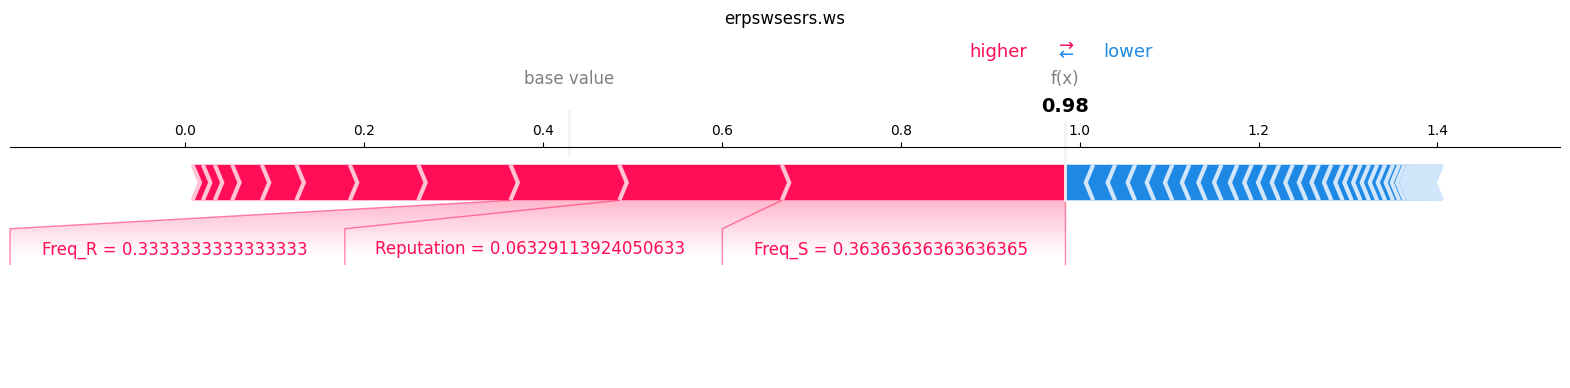 erpswsesrs.ws
higher ⇄ lower
base value f(x)
0.98
0.0 0.2 0.4 0.6 0.8 1.0 1.2 1.4
Freq_R = 0.3333333333333333 Reputation = 0.06329113924050633 Freq_S = 0.36363636363636365